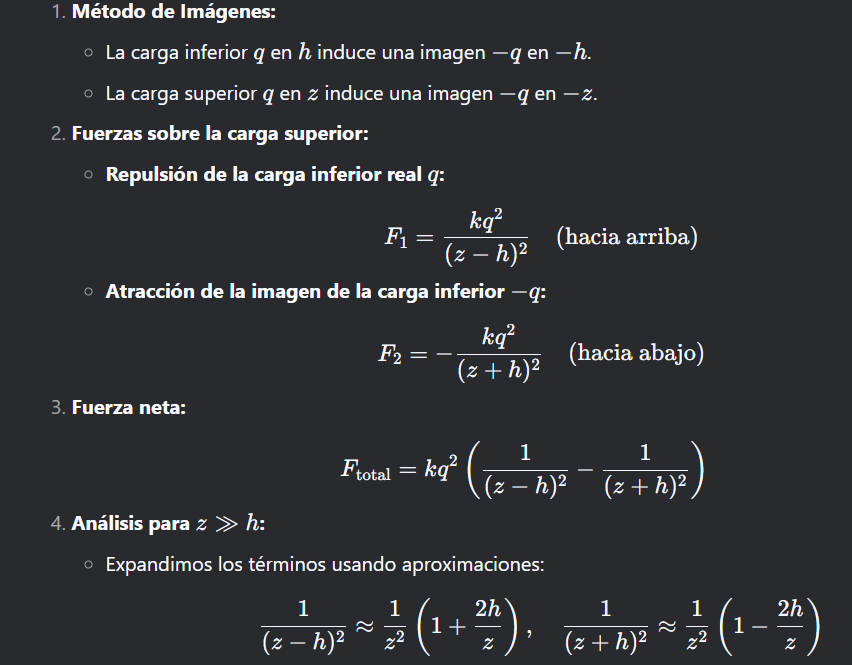 1. Método de Imágenes:
○ La carga inferior q en h induce una imagen −q en −h.
○ La carga superior q en z induce una imagen −q en −z.
2. Fuerzas sobre la carga superior:
○ Repulsión de la carga inferior real q:
F₁ = kq²/(z − h)² (hacia arriba)
○ Atracción de la imagen de la carga inferior −q:
F₂ = −kq²/(z + h)² (hacia abajo)
3. Fuerza neta:
F_total = kq² (1/(z − h)² − 1/(z + h)²)
4. Análisis para z ≫ h:
○ Expandimos los términos usando aproximaciones:
1/(z − h)² ≈ 1/z² (1 + 2h/z), 1/(z + h)² ≈ 1/z² (1 − 2h/z)